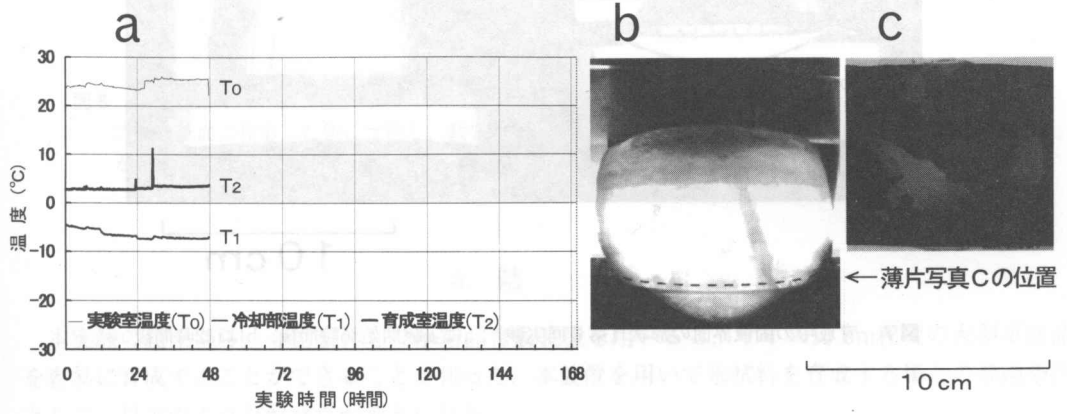 a
b
c
30
20
10
0
−10
−20
−30
温度(℃)
T₀
T₂
T₁
実験室温度(T₀) 冷却部温度(T₁) 育成室温度(T₂)
0 24 48 72 96 120 144 168
実験時間(時間)
←薄片写真Cの位置
10cm